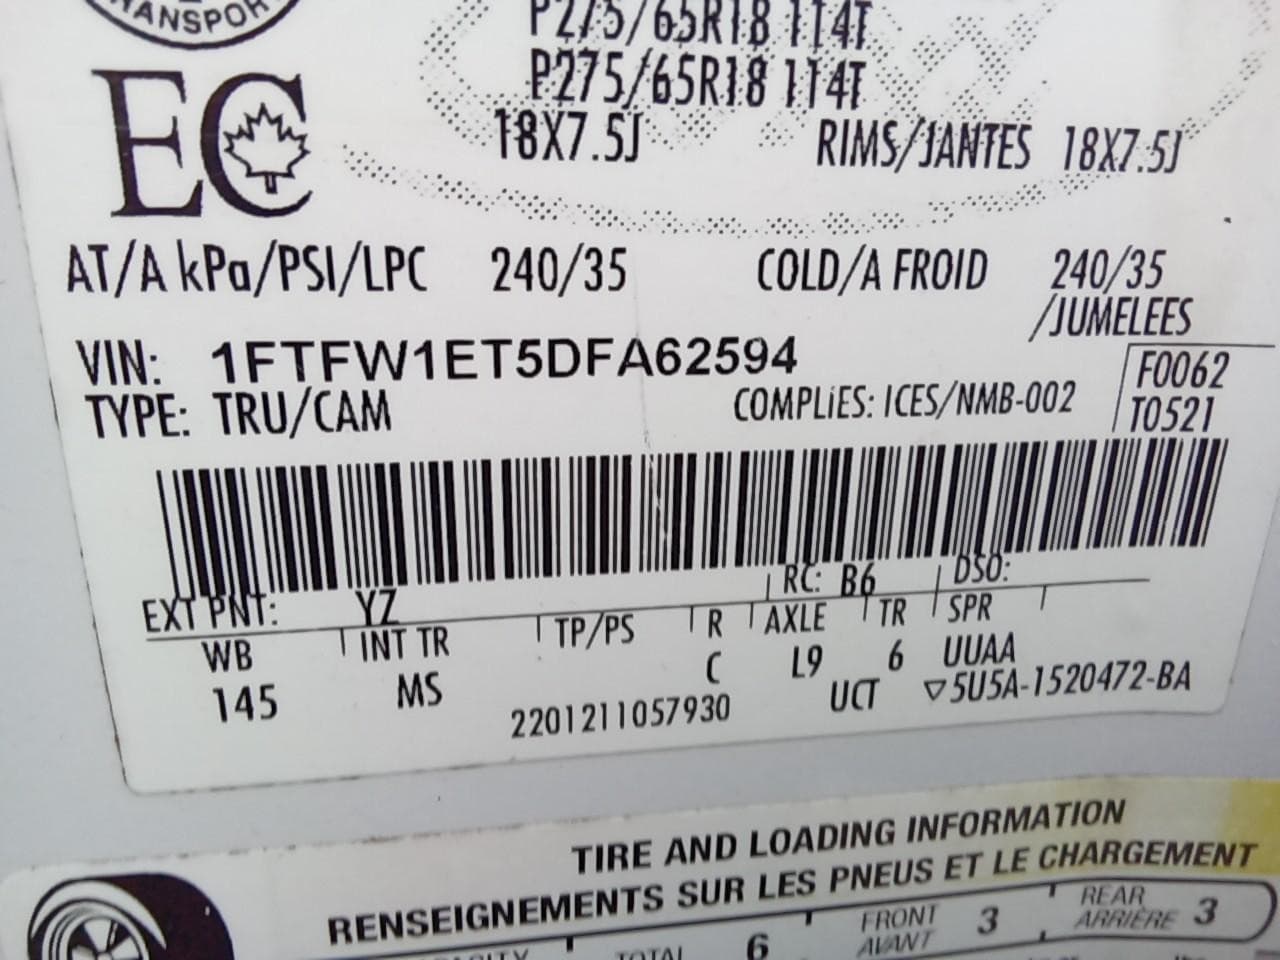 TRANSPOR
P275/65R18 114T
P275/65R18 114T
EC
18X7.5J RIMS/JANTES 18X7.5J
AT/A kPa/PSI/LPC 240/35 COLD/A FROID 240/35
/JUMELEES
VIN: 1FTFW1ET5DFA62594
F0062
TYPE: TRU/CAM COMPLiES: ICES/NMB-002 T0521
EXT PNT: YZ RC: B6 DSO:
WB INT TR TP/PS R AXLE TR SPR
145 MS C L9 6 UUAA
2201211057930 UCT ▽5U5A-1520472-BA
TIRE AND LOADING INFORMATION
RENSEIGNEMENTS SUR LES PNEUS ET LE CHARGEMENT
TOTAL 6 FRONT 3 REAR 3
AVANT ARRIÈRE